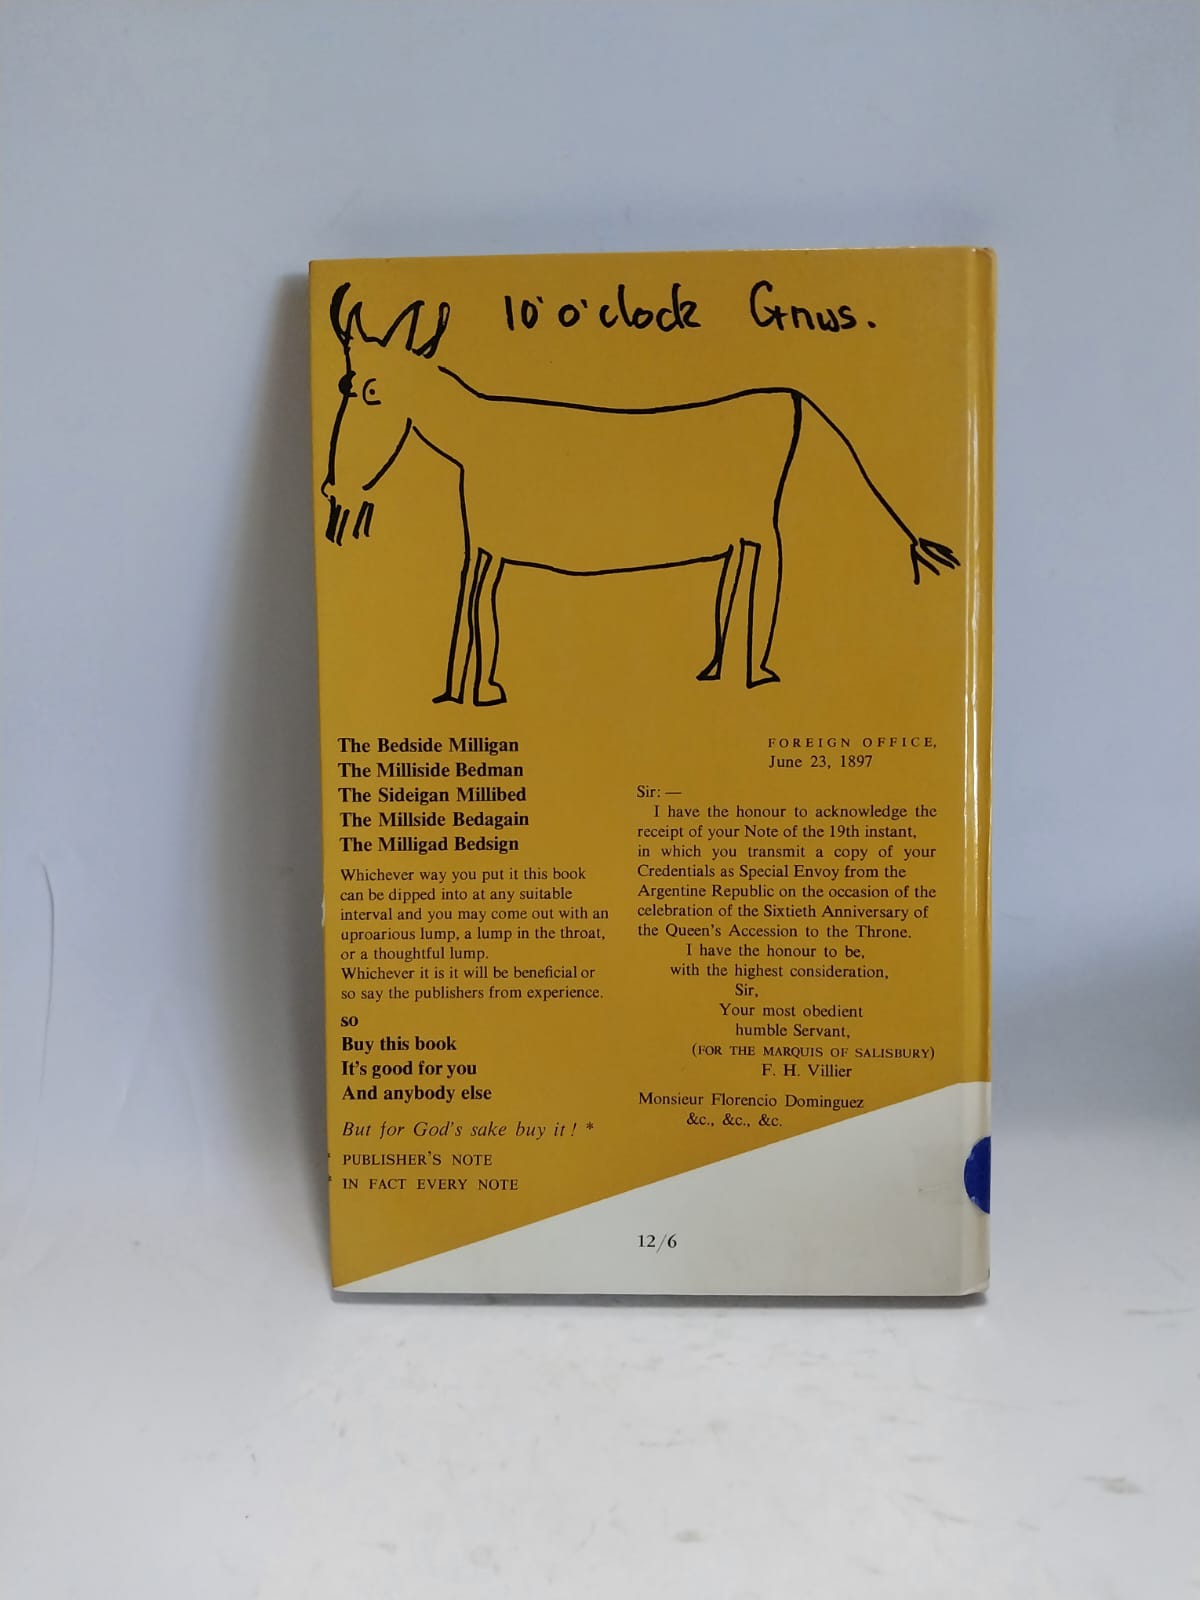 10 o'clock Gnus.
The Bedside Milligan
The Milliside Bedman
The Sideigan Millibed
The Millside Bedagain
The Milligad Bedsign
Whichever way you put it this book
can be dipped into at any suitable
interval and you may come out with an
uproarious lump, a lump in the throat,
or a thoughtful lump.
Whichever it is it will be beneficial or
so say the publishers from experience.
so
Buy this book
It's good for you
And anybody else
But for God's sake buy it! *
* PUBLISHER'S NOTE
* IN FACT EVERY NOTE
FOREIGN OFFICE,
June 23, 1897
Sir: —
I have the honour to acknowledge the
receipt of your Note of the 19th instant,
in which you transmit a copy of your
Credentials as Special Envoy from the
Argentine Republic on the occasion of the
celebration of the Sixtieth Anniversary of
the Queen's Accession to the Throne.
I have the honour to be,
with the highest consideration,
Sir,
Your most obedient
humble Servant,
(FOR THE MARQUIS OF SALISBURY)
F. H. Villier
Monsieur Florencio Dominguez
&c., &c., &c.
12/6